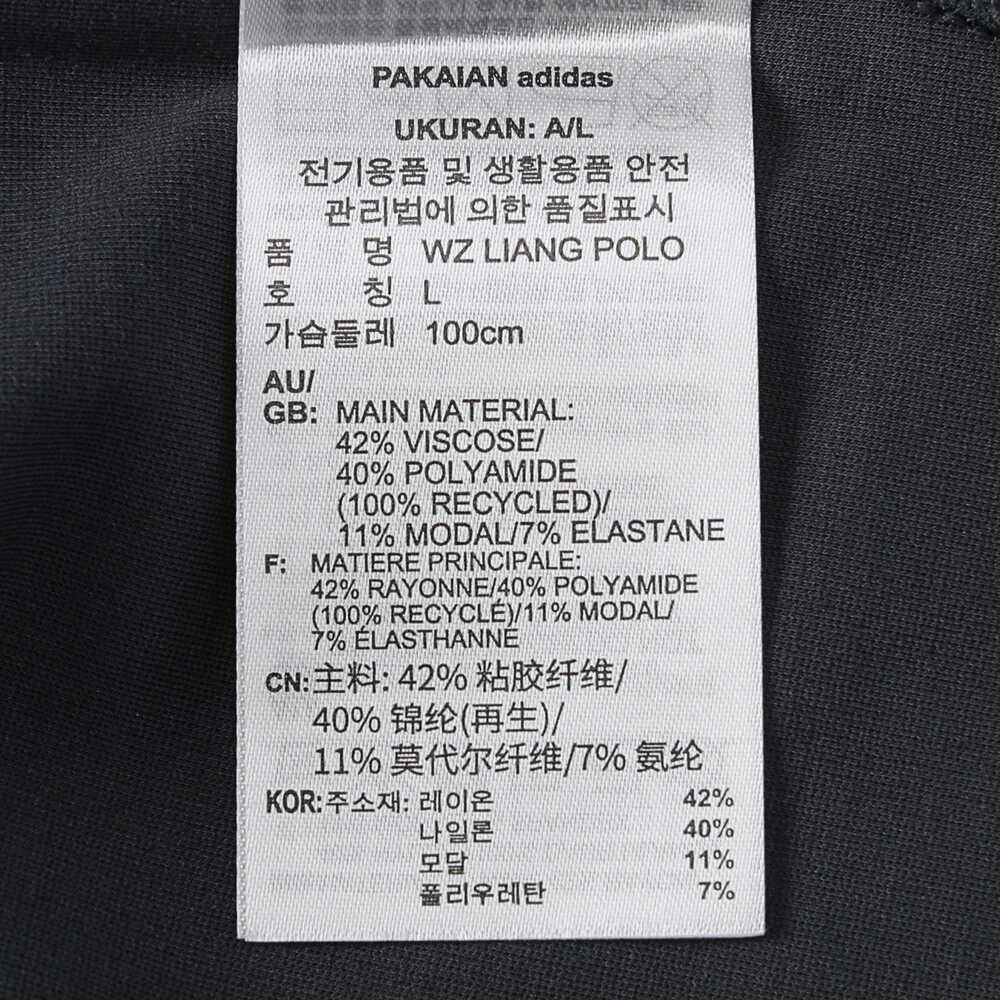 PAKAIAN adidas
UKURAN: A/L
전기용품 및 생활용품 안전
관리법에 의한 품질표시
품 명 WZ LIANG POLO
호 칭 L
가슴둘레 100cm
AU/
GB: MAIN MATERIAL:
42% VISCOSE/
40% POLYAMIDE
(100% RECYCLED)/
11% MODAL/7% ELASTANE
F: MATIERE PRINCIPALE:
42% RAYONNE/40% POLYAMIDE
(100% RECYCLÉ)/11% MODAL/
7% ÉLASTHANNE
CN:主料: 42% 粘胶纤维/
40% 锦纶(再生)/
11% 莫代尔纤维/7% 氨纶
KOR:주소재: 레이온 42%
나일론 40%
모달 11%
폴리우레탄 7%